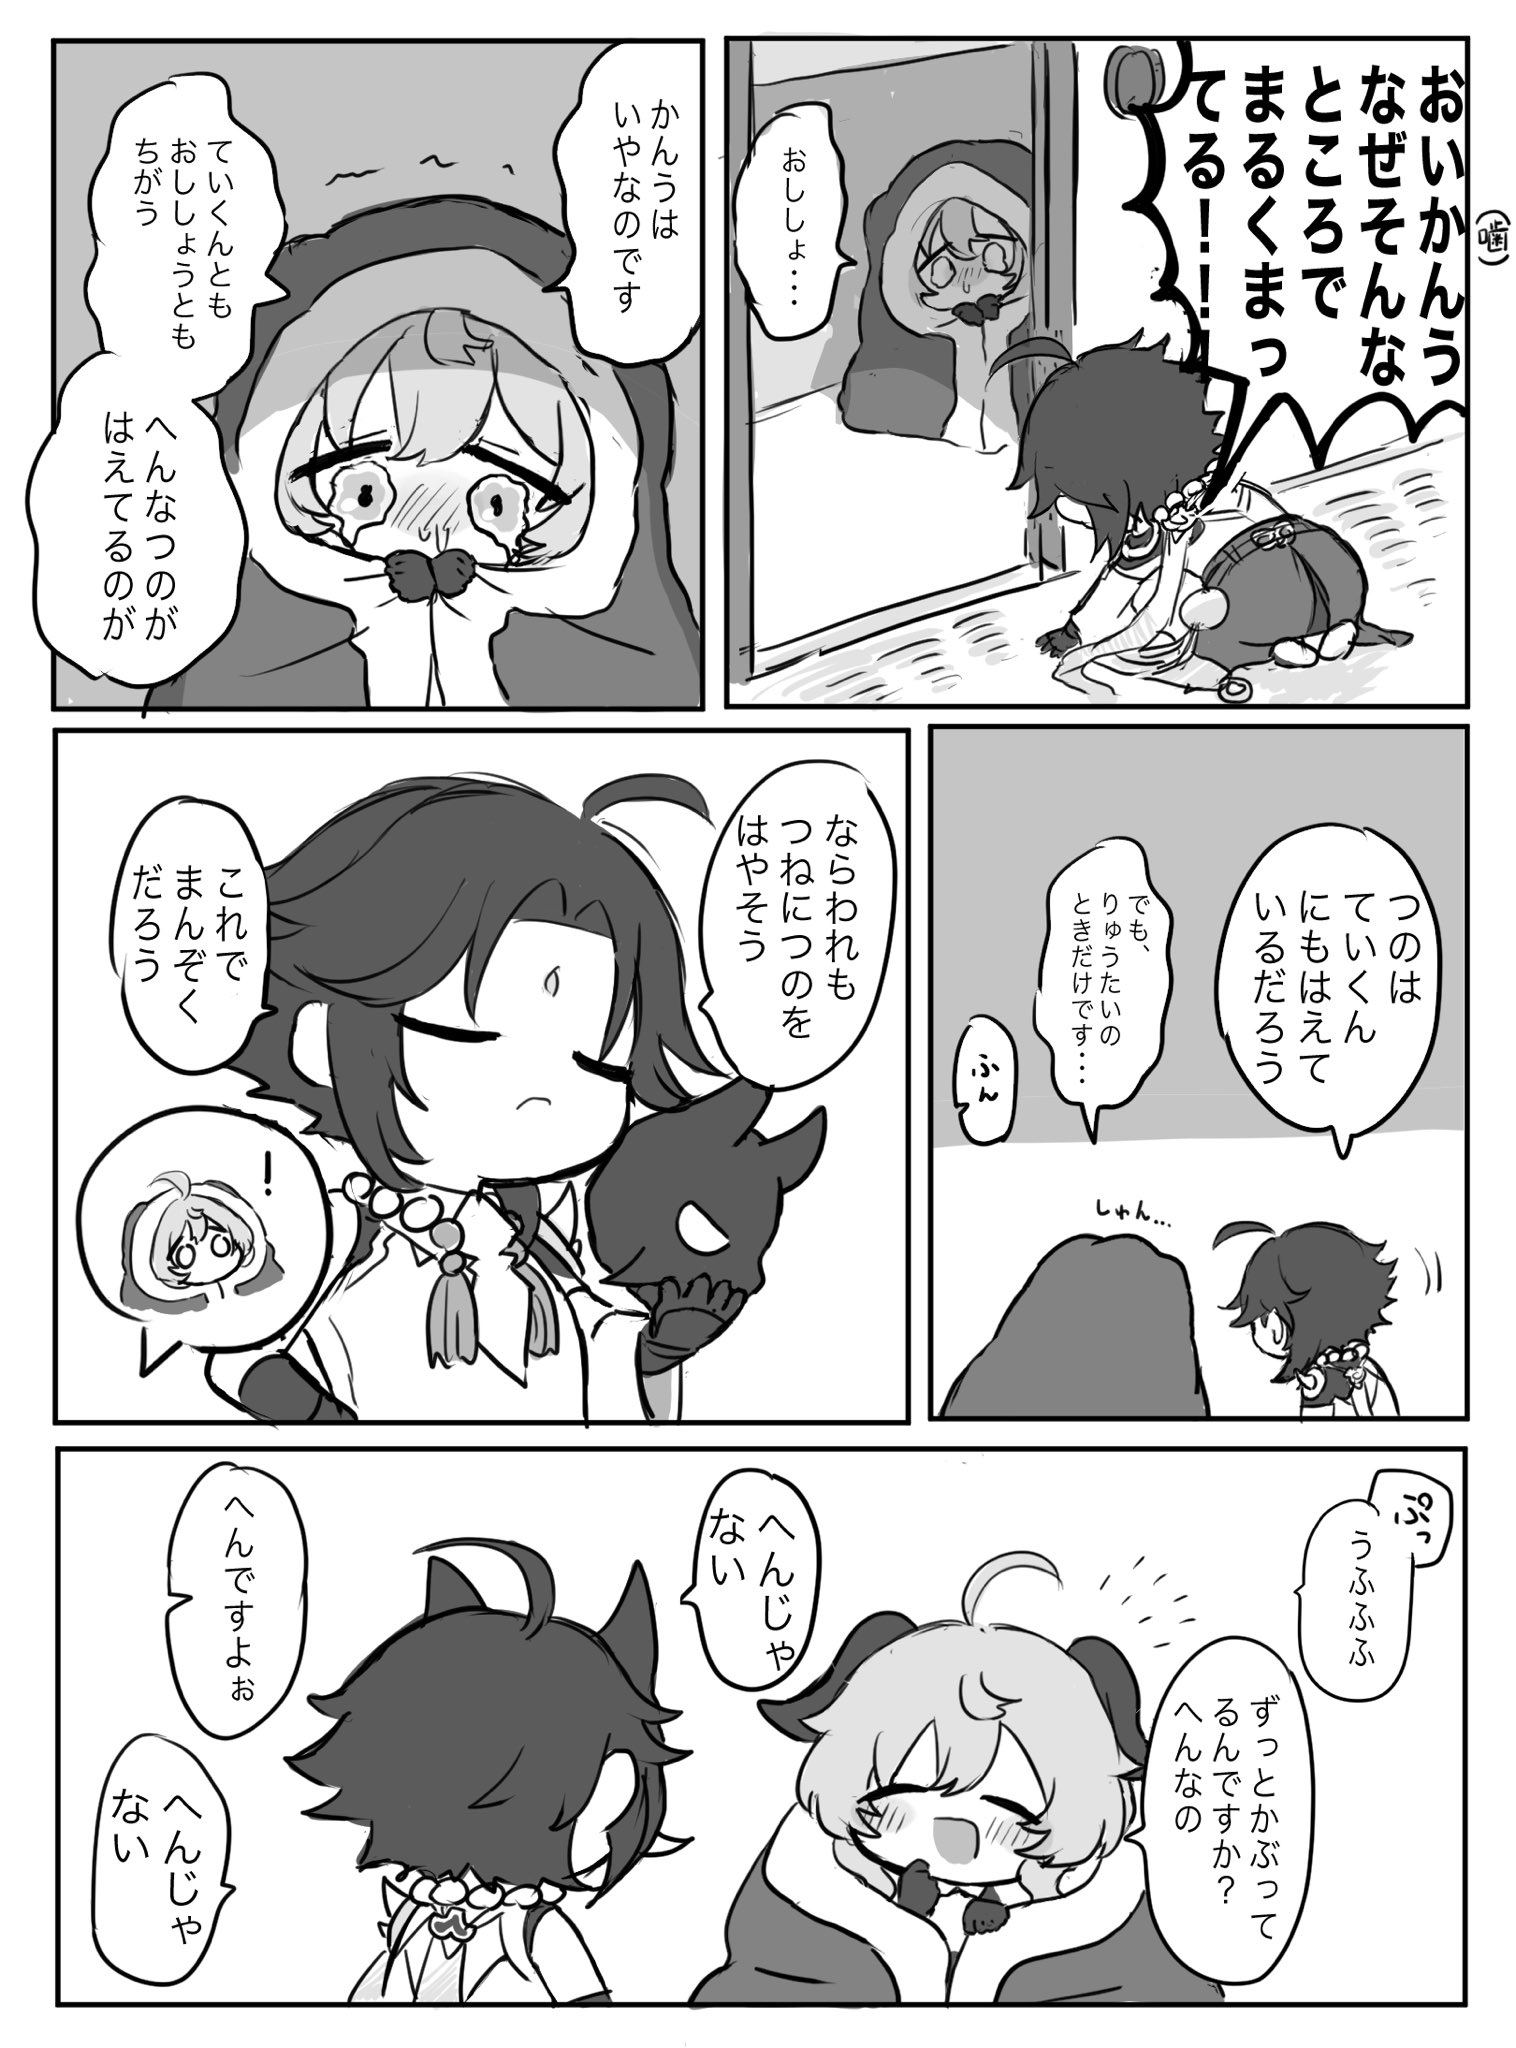 おいかんう
なぜそんな
ところで
まるくまっ
てる!!!
(噛)
おししょ・・・
かんうは
いやなのです
ていくんとも
おししょうとも
ちがう
へんなつのが
はえてるのが
つのは
ていくん
にもはえて
いるだろう
でも、
りゅうたいの
ときだけです・・・
ふん
しゅん…
ならわれも
つねにつのを
はやそう
これで
まんぞく
だろう
!
ぷっ
うふふふ
ずっとかぶって
るんですか?
へんなの
へんじゃ
ない
へんですよぉ
へんじゃ
ない